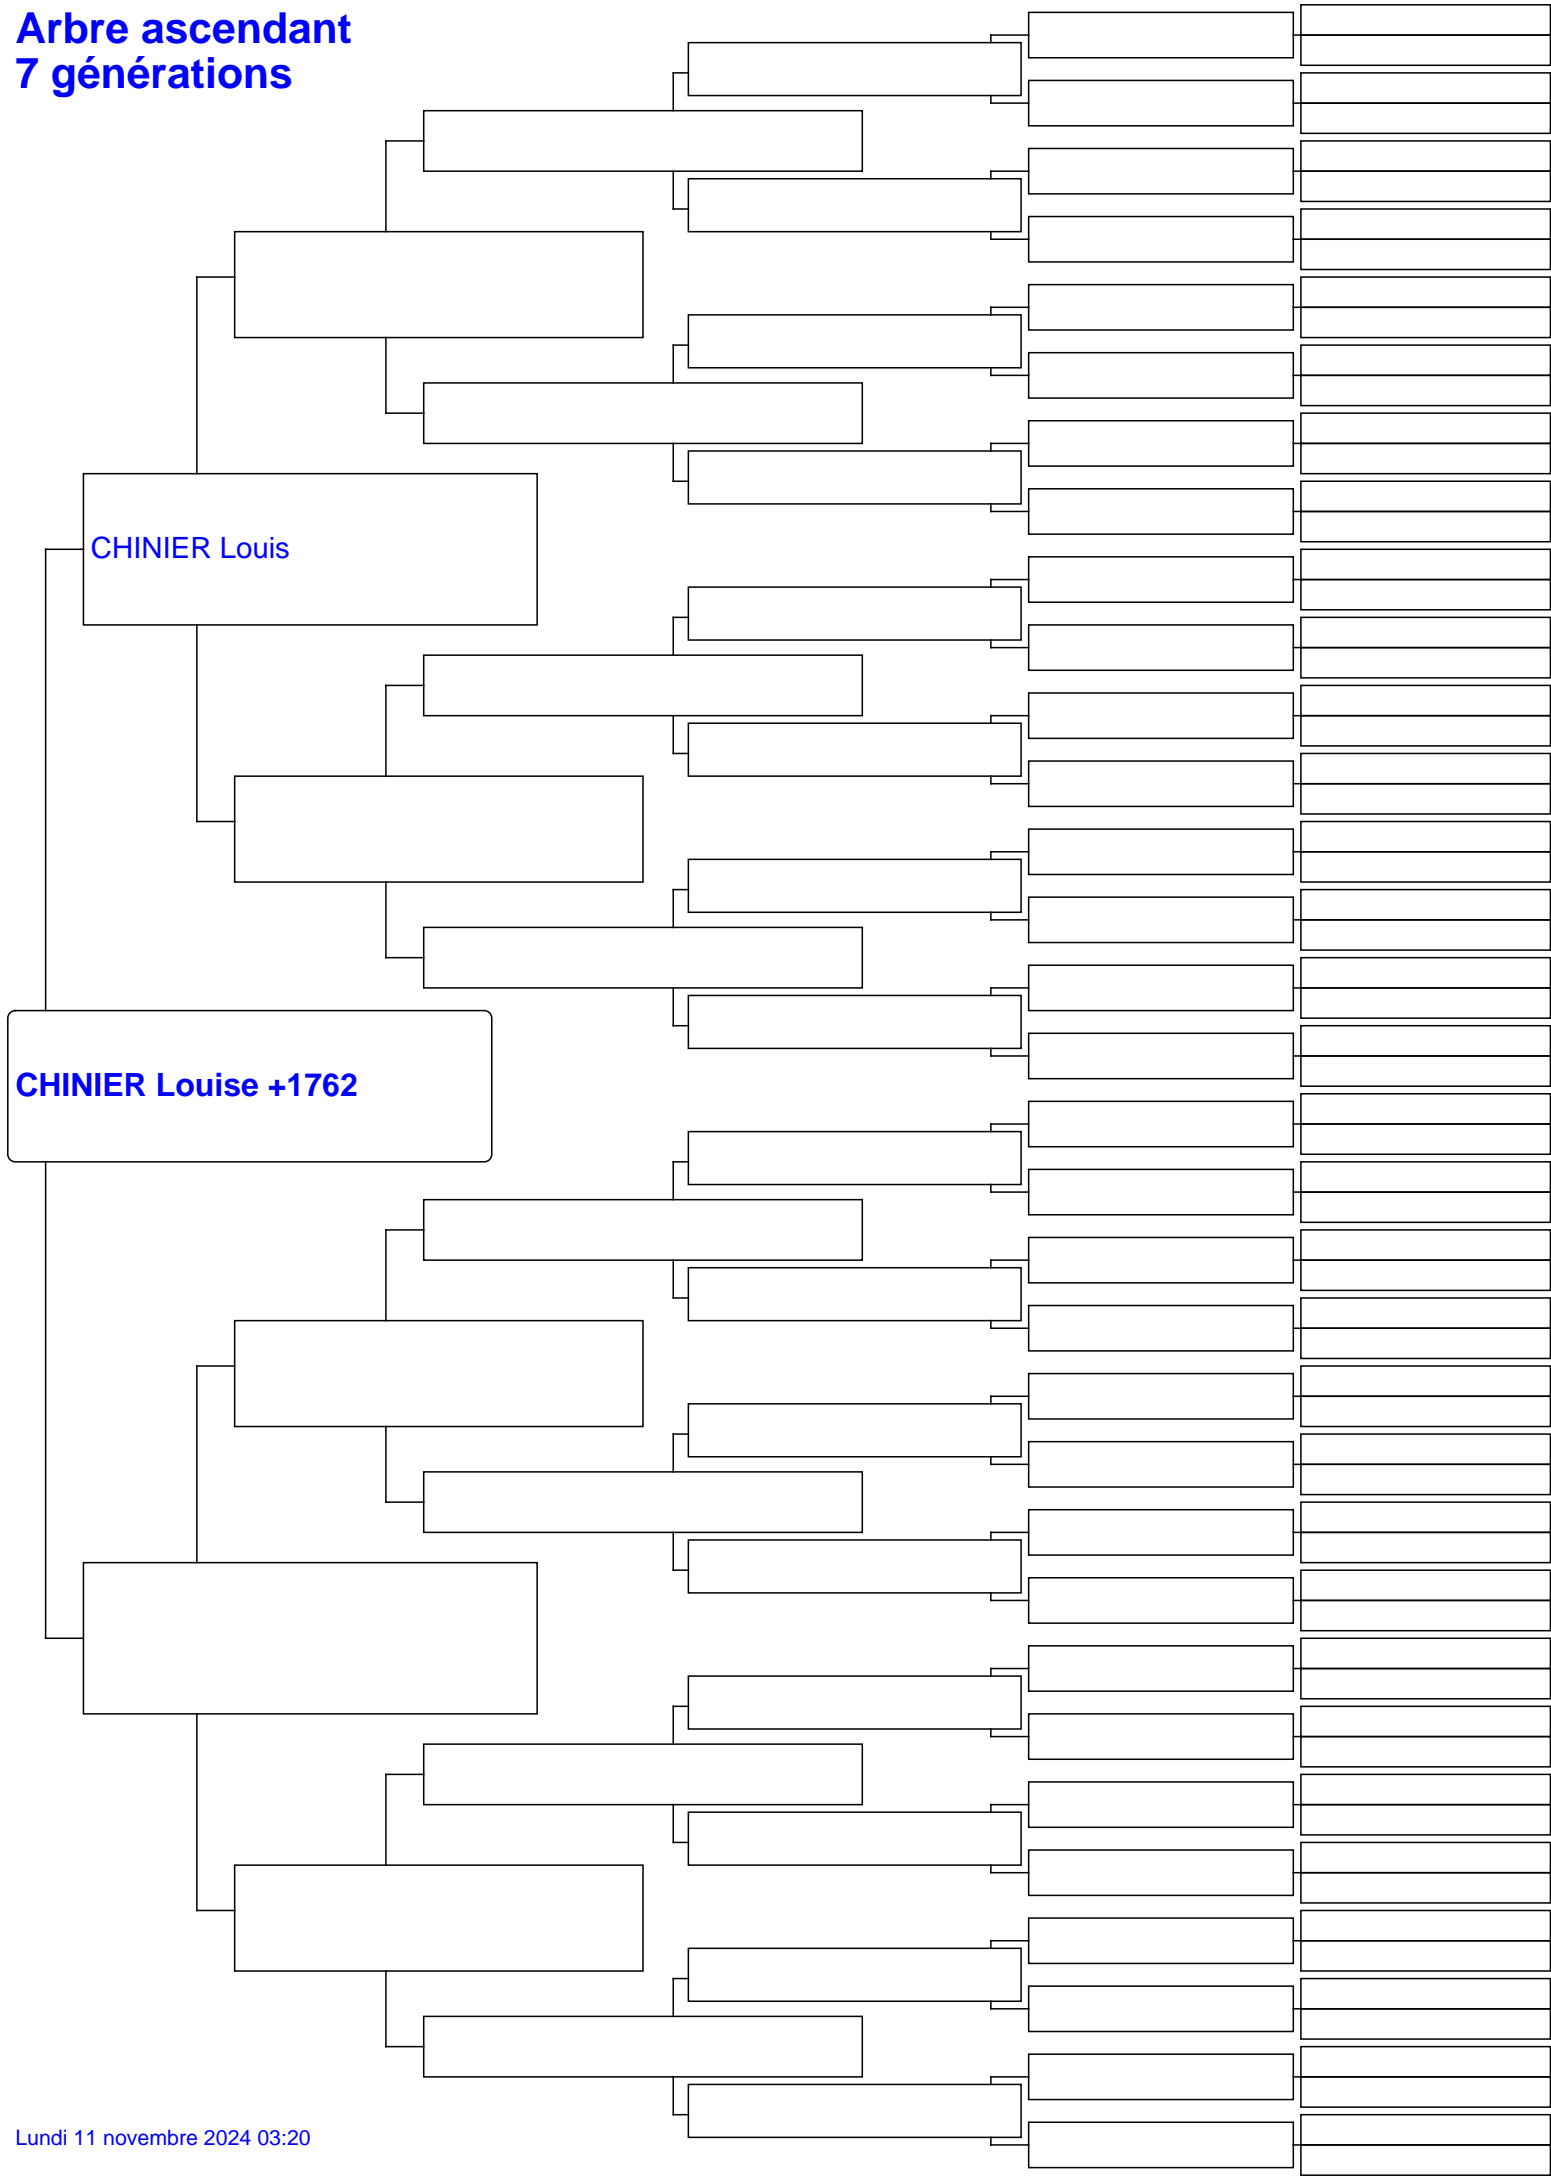 Arbre ascendant
7 générations
CHINIER Louis
CHINIER Louise +1762
Lundi 11 novembre 2024 03:20